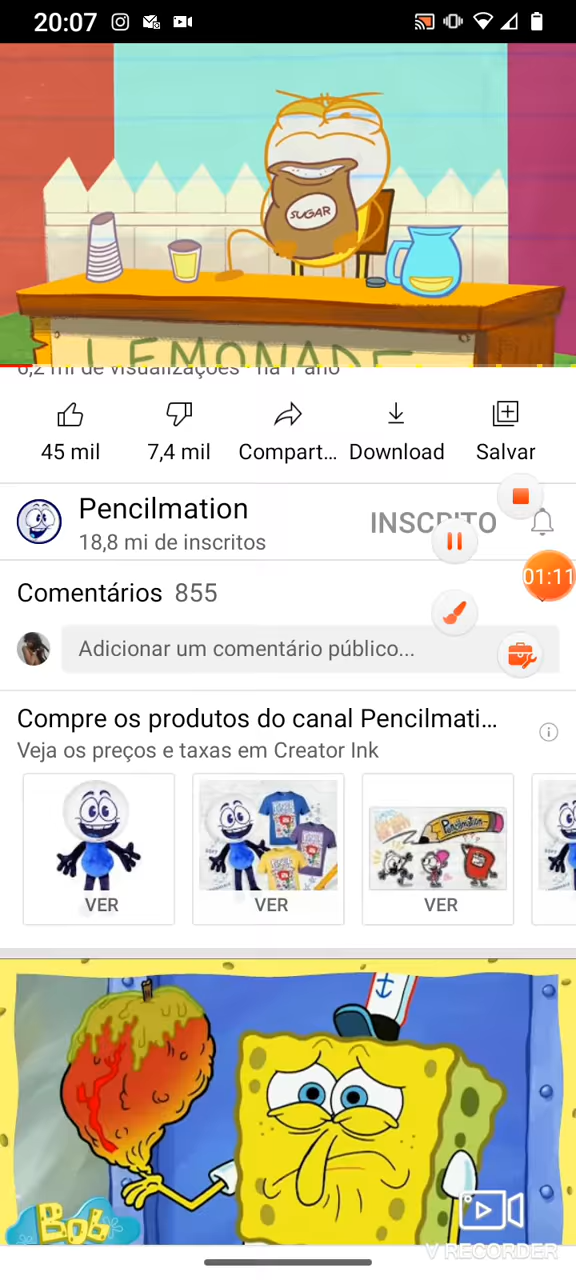 20:07
SUGAR
LEMONADE
6,2 mi de visualizações · há 1 ano
45 mil
7,4 mil
Compart...
Download
Salvar
Pencilmation
INSCRITO
18,8 mi de inscritos
01:11
Comentários 855
Adicionar um comentário público...
Compre os produtos do canal Pencilmati...
Veja os preços e taxas em Creator Ink
Pencilmation
VER
VER
VER
Bob
V RECORDER